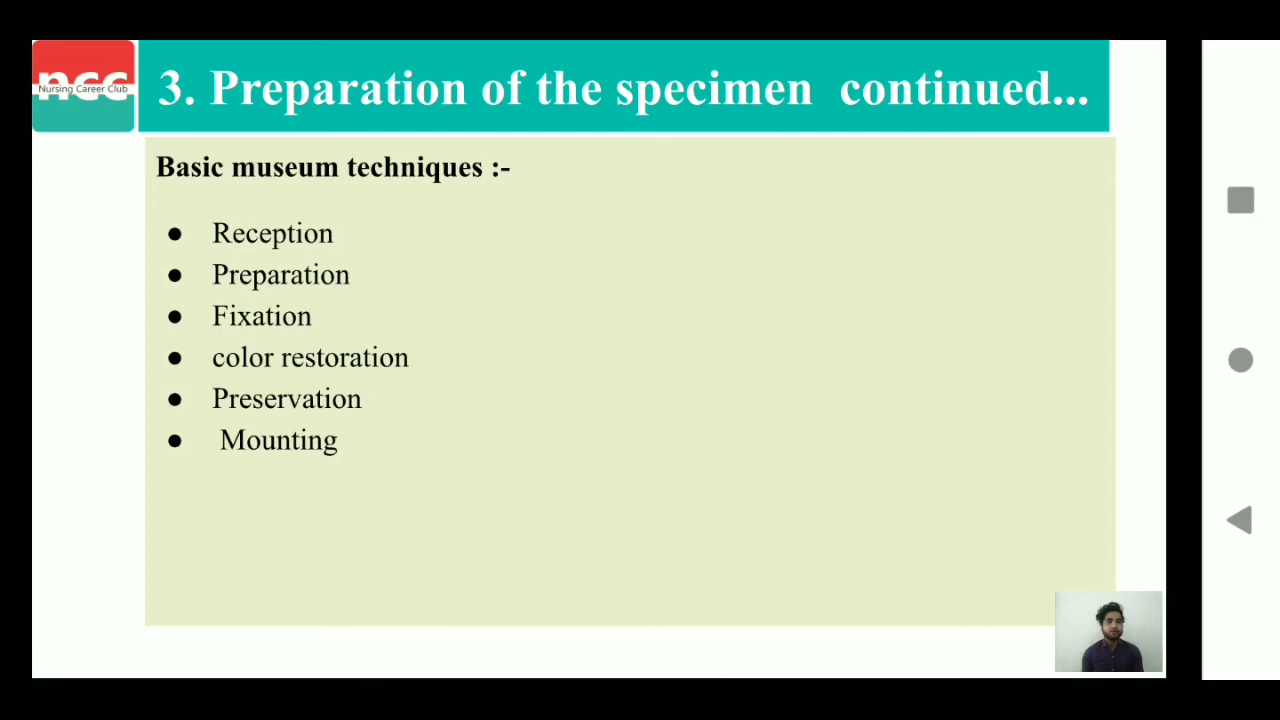 ncc
Nursing Career Club
3. Preparation of the specimen continued...
Basic museum techniques :-
● Reception
● Preparation
● Fixation
● color restoration
● Preservation
● Mounting